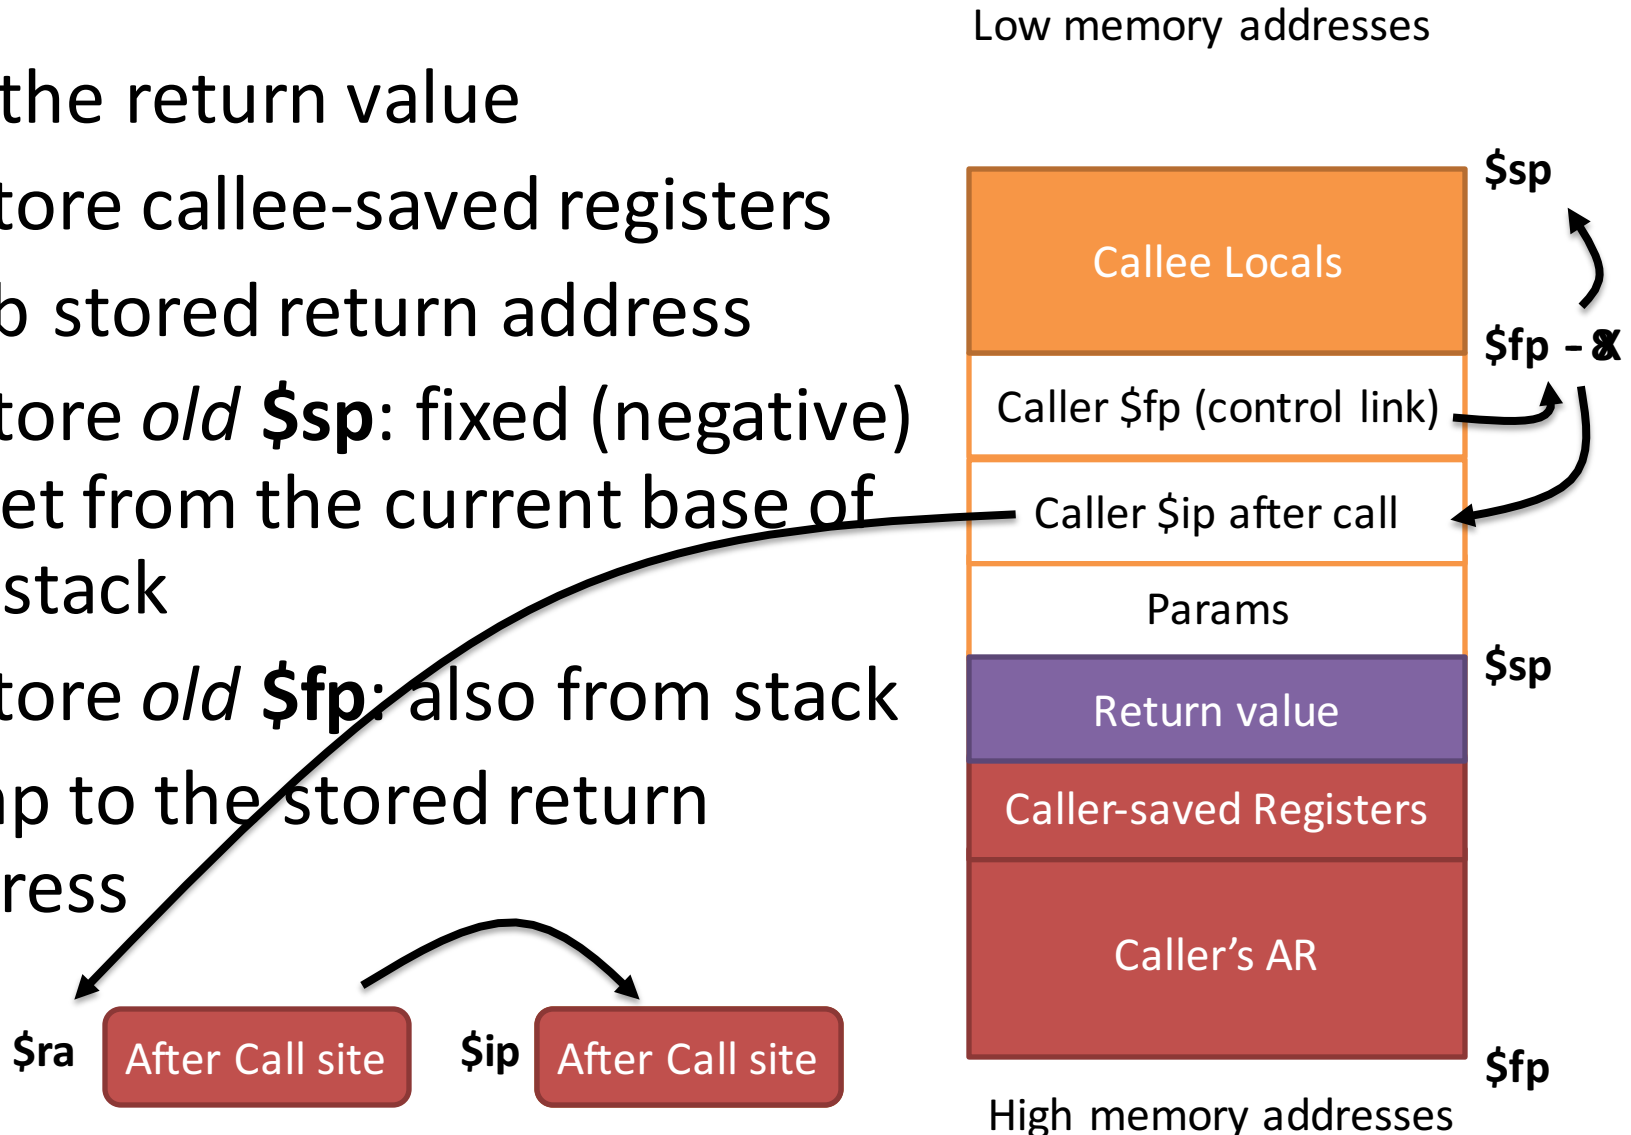 Low memory addresses
the return value
tore callee-saved registers
b stored return address
tore old $sp: fixed (negative)
et from the current base of
stack
tore old $fp: also from stack
ap to the stored return
ress
$sp
Callee Locals
$fp -
Caller $fp (control link)
Caller $ip after call
Params
$sp
Return value
Caller-saved Registers
Caller's AR
$fp
High memory addresses
$ra
After Call site
$ip
After Call site